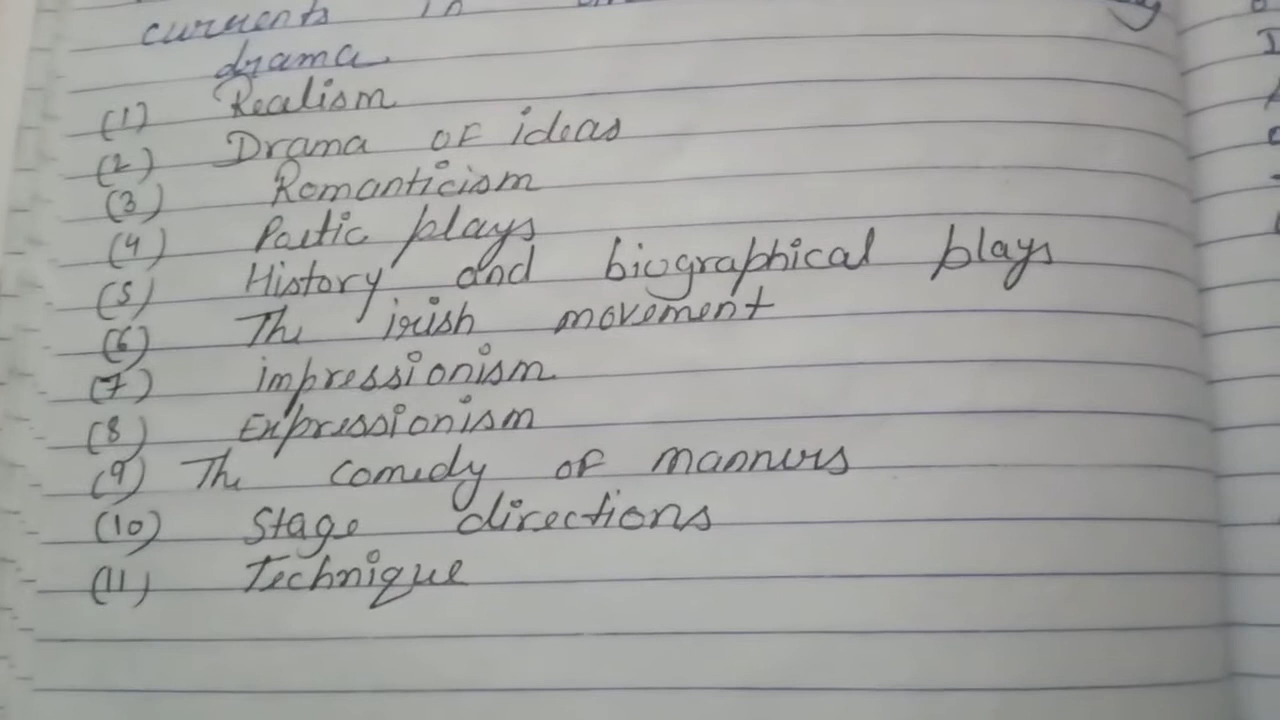 currents in
drama.
(1) Realism
(2) Drama of ideas
(3) Romanticism
(4) Poetic plays
(5) History and biographical plays
(6) The irish movement
(7) impressionism
(8) Expressionism
(9) The comedy of manners
(10) Stage directions
(11) Technique